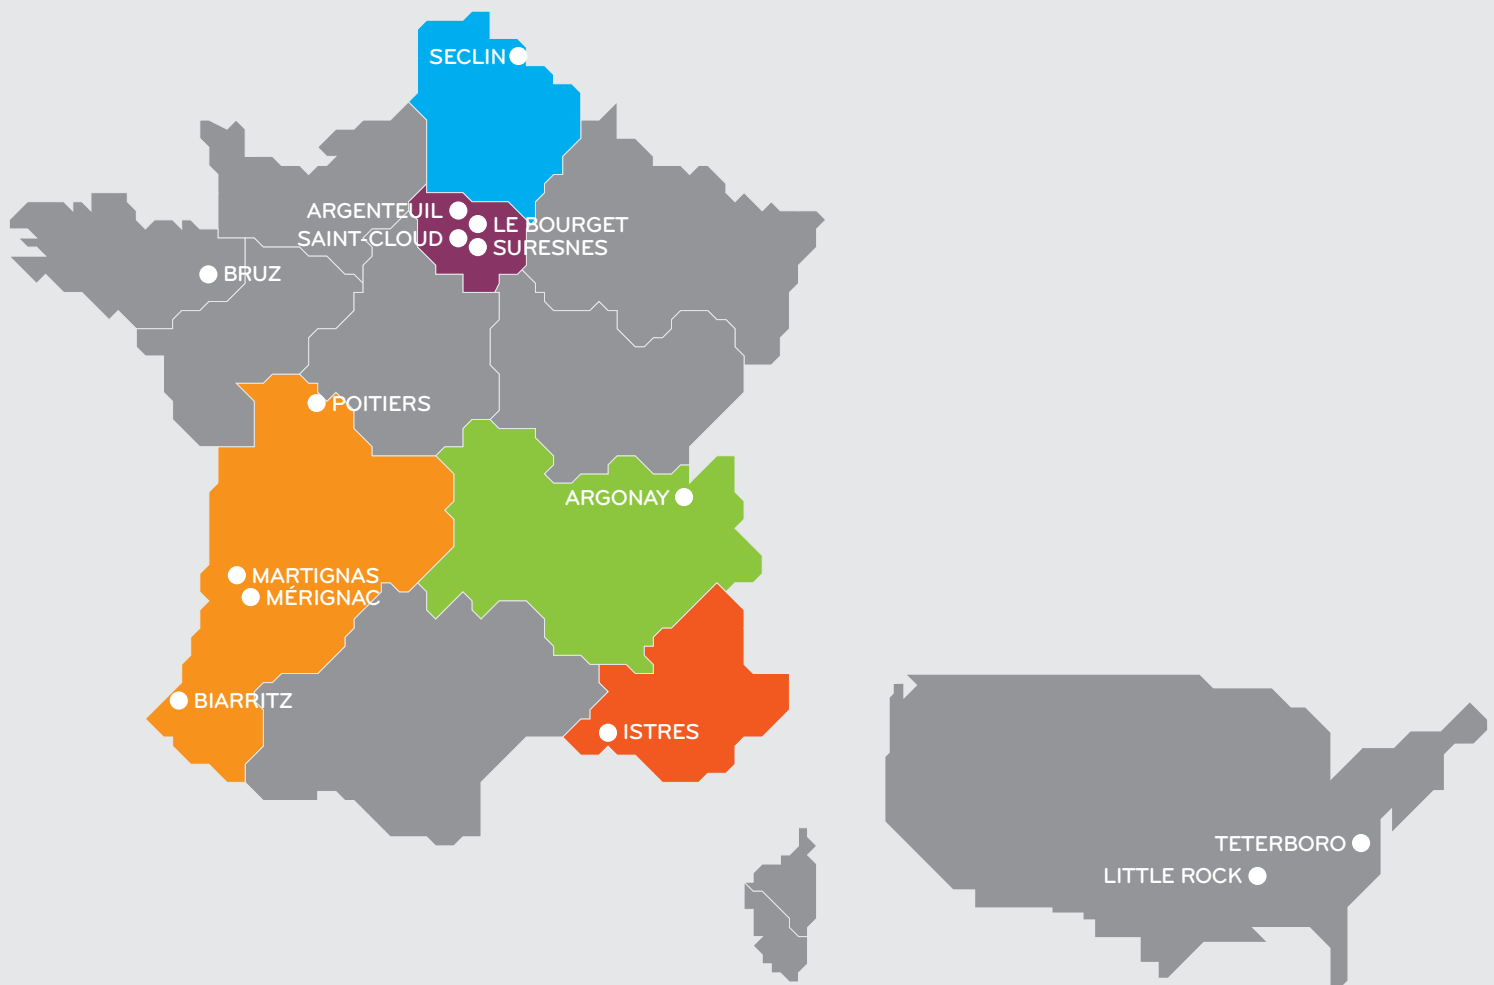 SECLIN
ARGENTEUIL
LE BOURGET
SAINT-CLOUD
SURESNES
BRUZ
POITIERS
ARGONAY
MARTIGNAS
MÉRIGNAC
BIARRITZ
ISTRES
TETERBORO
LITTLE ROCK